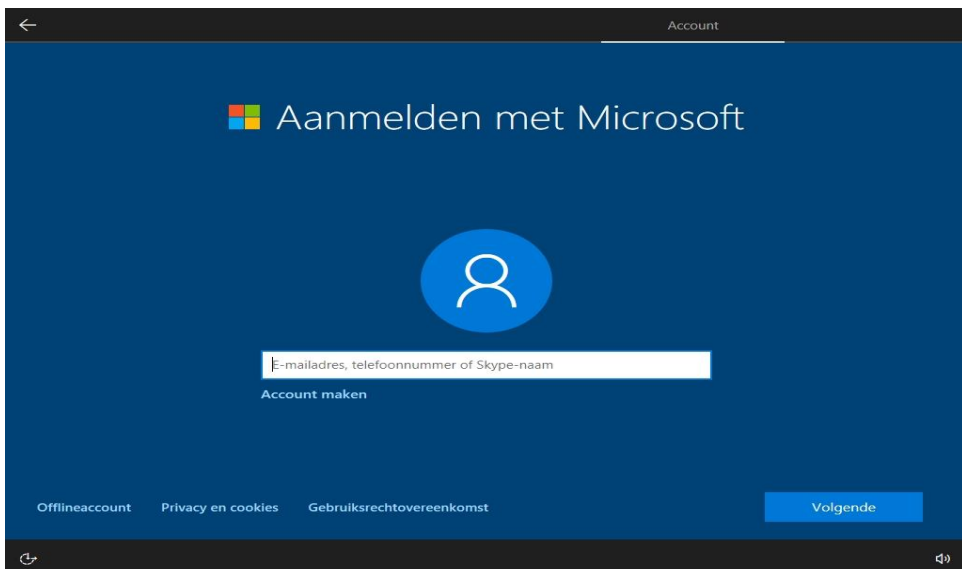 Account
Aanmelden met Microsoft
E-mailadres, telefoonnummer of Skype-naam
Account maken
Offlineaccount Privacy en cookies Gebruiksrechtovereenkomst Volgende